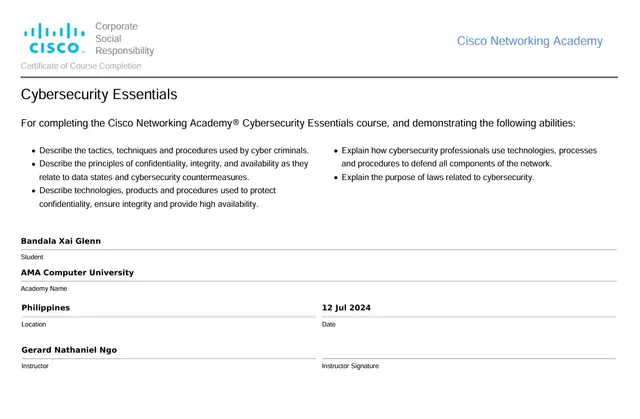 Corporate
Social
Responsibility
CISCO™
Cisco Networking Academy
Certificate of Course Completion
Cybersecurity Essentials
For completing the Cisco Networking Academy® Cybersecurity Essentials course, and demonstrating the following abilities:
• Describe the tactics, techniques and procedures used by cyber criminals.
• Describe the principles of confidentiality, integrity, and availability as they
relate to data states and cybersecurity countermeasures.
• Describe technologies, products and procedures used to protect
confidentiality, ensure integrity and provide high availability.
• Explain how cybersecurity professionals use technologies, processes
and procedures to defend all components of the network.
• Explain the purpose of laws related to cybersecurity.
Bandala Xai Glenn
Student
AMA Computer University
Academy Name
Philippines
Location
12 Jul 2024
Date
Gerard Nathaniel Ngo
Instructor
Instructor Signature